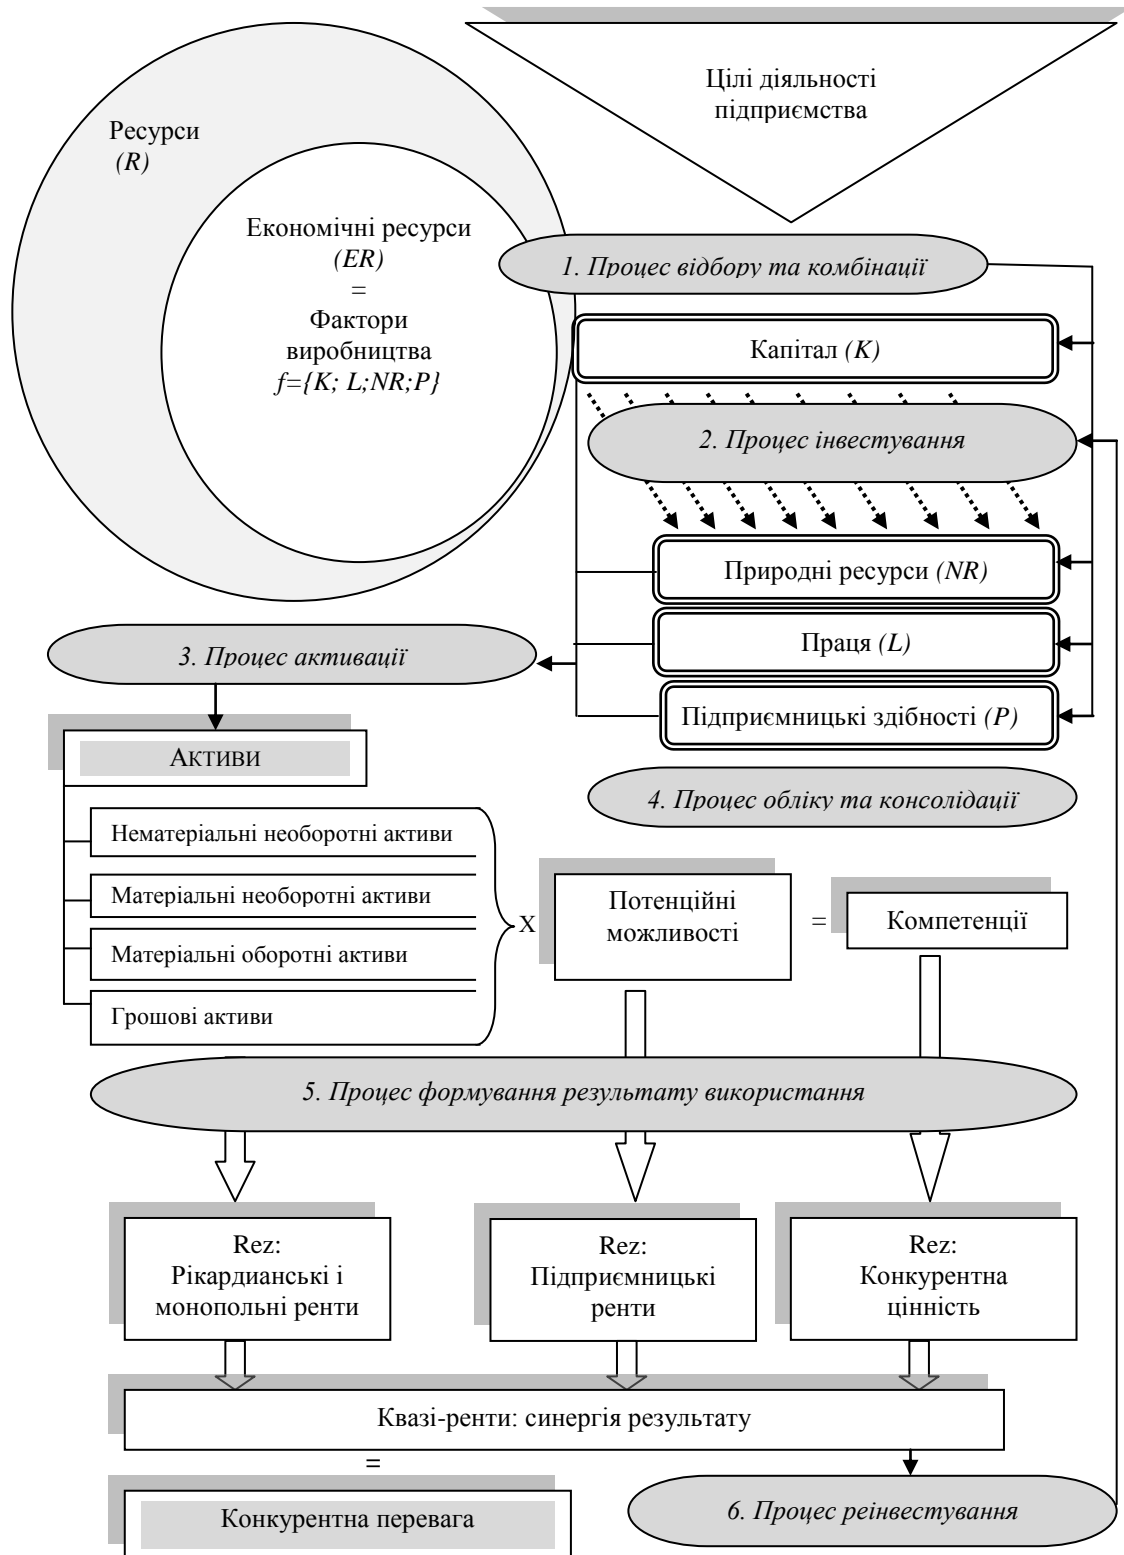 Цілі діяльності
підприємства
Ресурси
(R)
Економічні ресурси
(ER)
=
Фактори
виробництва
f={K; L;NR;P}
1. Процес відбору та комбінації
Капітал (K)
2. Процес інвестування
Природні ресурси (NR)
Праця (L)
Підприємницькі здібності (P)
3. Процес активації
АКТИВИ
4. Процес обліку та консолідації
Нематеріальні необоротні активи
Матеріальні необоротні активи
Матеріальні оборотні активи
Грошові активи
X
Потенційні
можливості
=
Компетенції
5. Процес формування результату використання
Rez:
Рікардианські і
монопольні ренти
Rez:
Підприємницькі
ренти
Rez:
Конкурентна
цінність
Квазі-ренти: синергія результату
=
Конкурентна перевага
6. Процес реінвестування